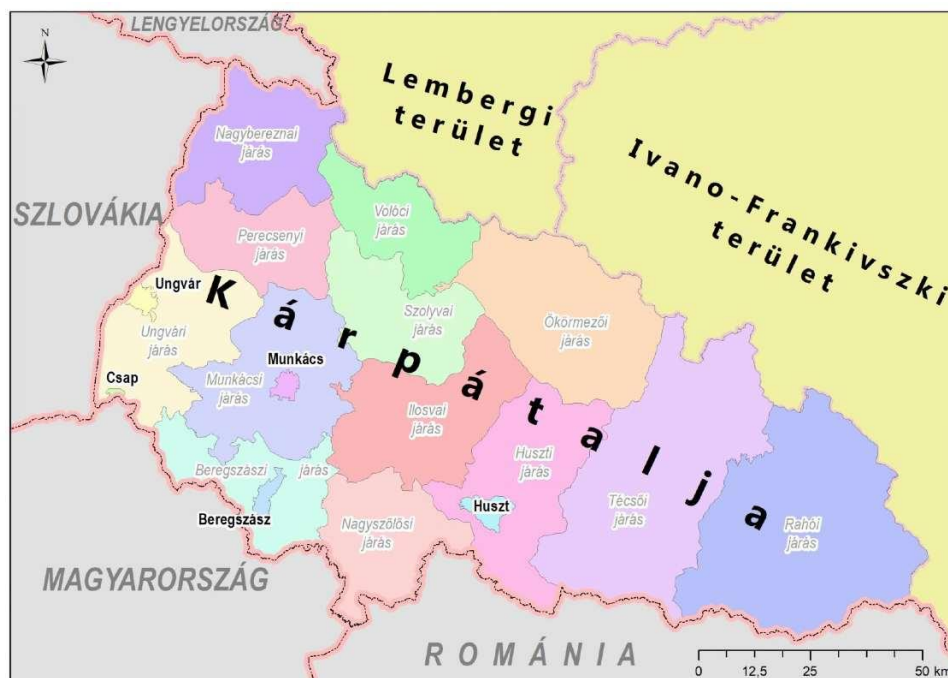 LENGYELORSZÁG
N
Lembergi
terület
Ivano-Frankivszki
terület
Nagybereznai
járás
SZLOVÁKIA
Perecsenyi
járás
Volóci
járás
Ungvár
Ungvári
járás
Szolyvai
járás
Ökörmezői
járás
Kárpátalja
Csap
Munkács
Munkácsi
járás
Ilosvai
járás
Huszti
járás
Beregszászi járás
Huszt
Técsői
járás
Rahói
járás
Beregszász
Nagyszőlősi
járás
MAGYARORSZÁG
ROMÁNIA
0 12,5 25 50 km